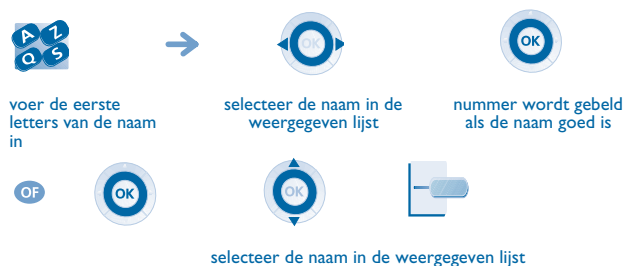 A Z
Q S
OK
OK
voer de eerste
letters van de naam
in
selecteer de naam in de
weergegeven lijst
nummer wordt gebeld
als de naam goed is
OF
OK
OK
selecteer de naam in de weergegeven lijst